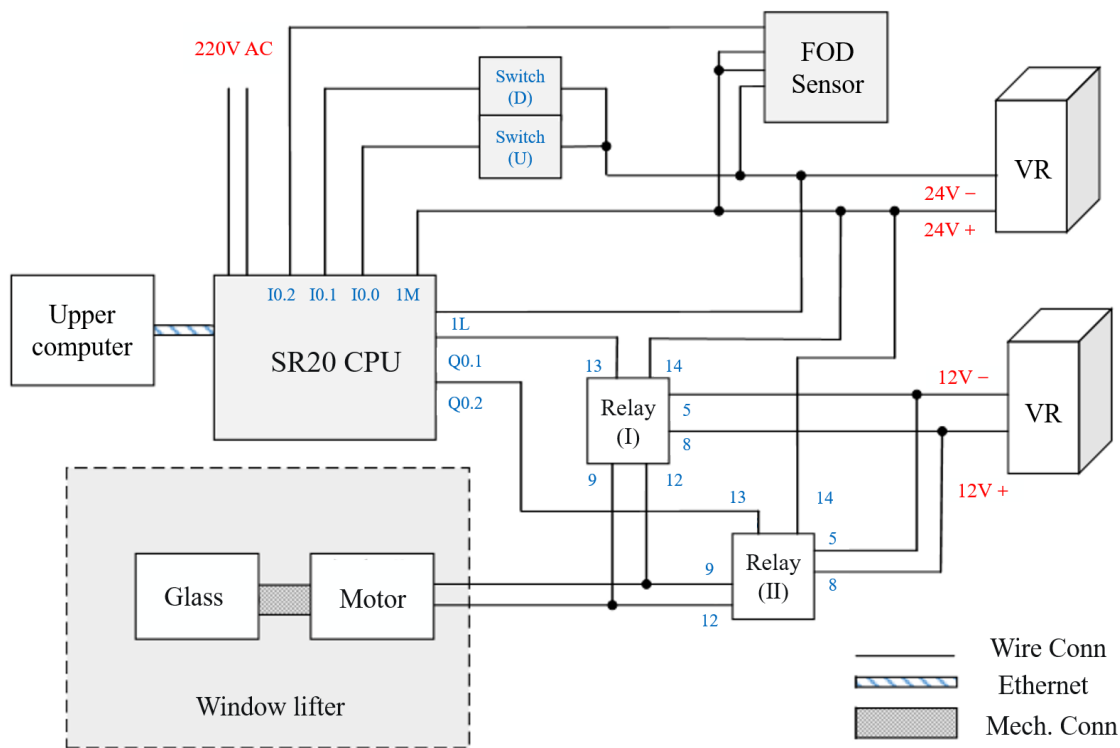 220V AC
FOD
Sensor
Switch
(D)
Switch
(U)
VR
24V −
24V +
Upper
computer
I0.2
I0.1
I0.0
1M
SR20 CPU
1L
Q0.1
Q0.2
13
14
Relay
(I)
5
8
9
12
12V −
VR
12V +
13
14
9
12
Relay
(II)
5
8
Glass
Motor
Window lifter
Wire Conn
Ethernet
Mech. Conn